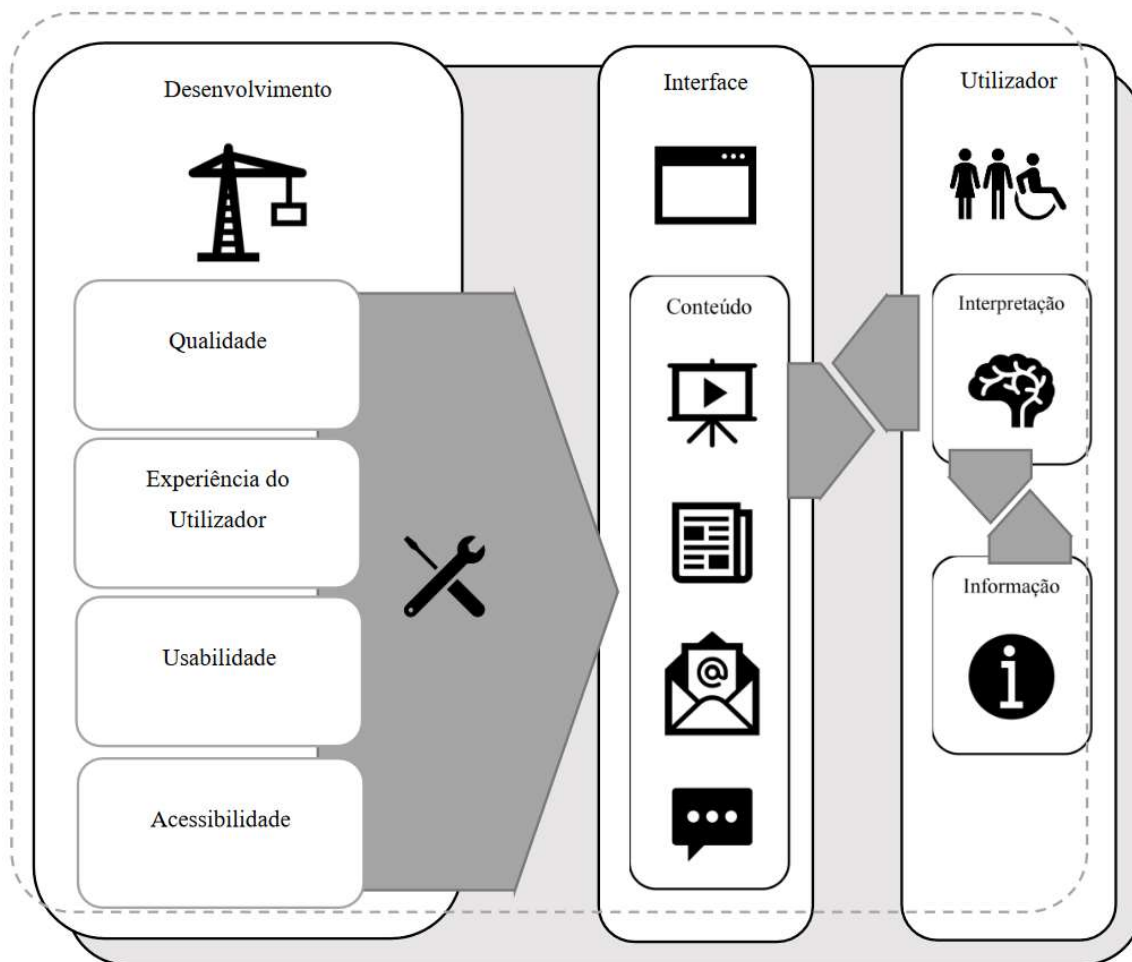 Desenvolvimento
Qualidade
Experiência do
Utilizador
Usabilidade
Acessibilidade
Interface
Conteúdo
@
Utilizador
Interpretação
Informação
i